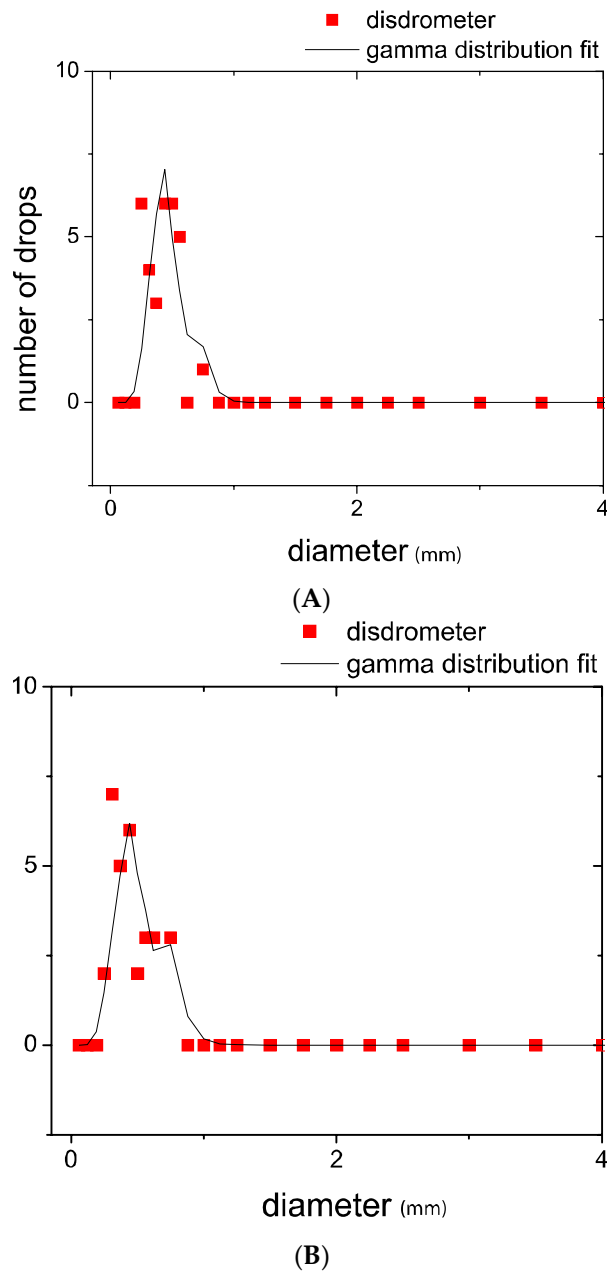 disdrometer
gamma distribution fit
10
5
0
number of drops
0
2
4
diameter (mm)
(A)
disdrometer
gamma distribution fit
10
5
0
0
2
4
diameter (mm)
(B)